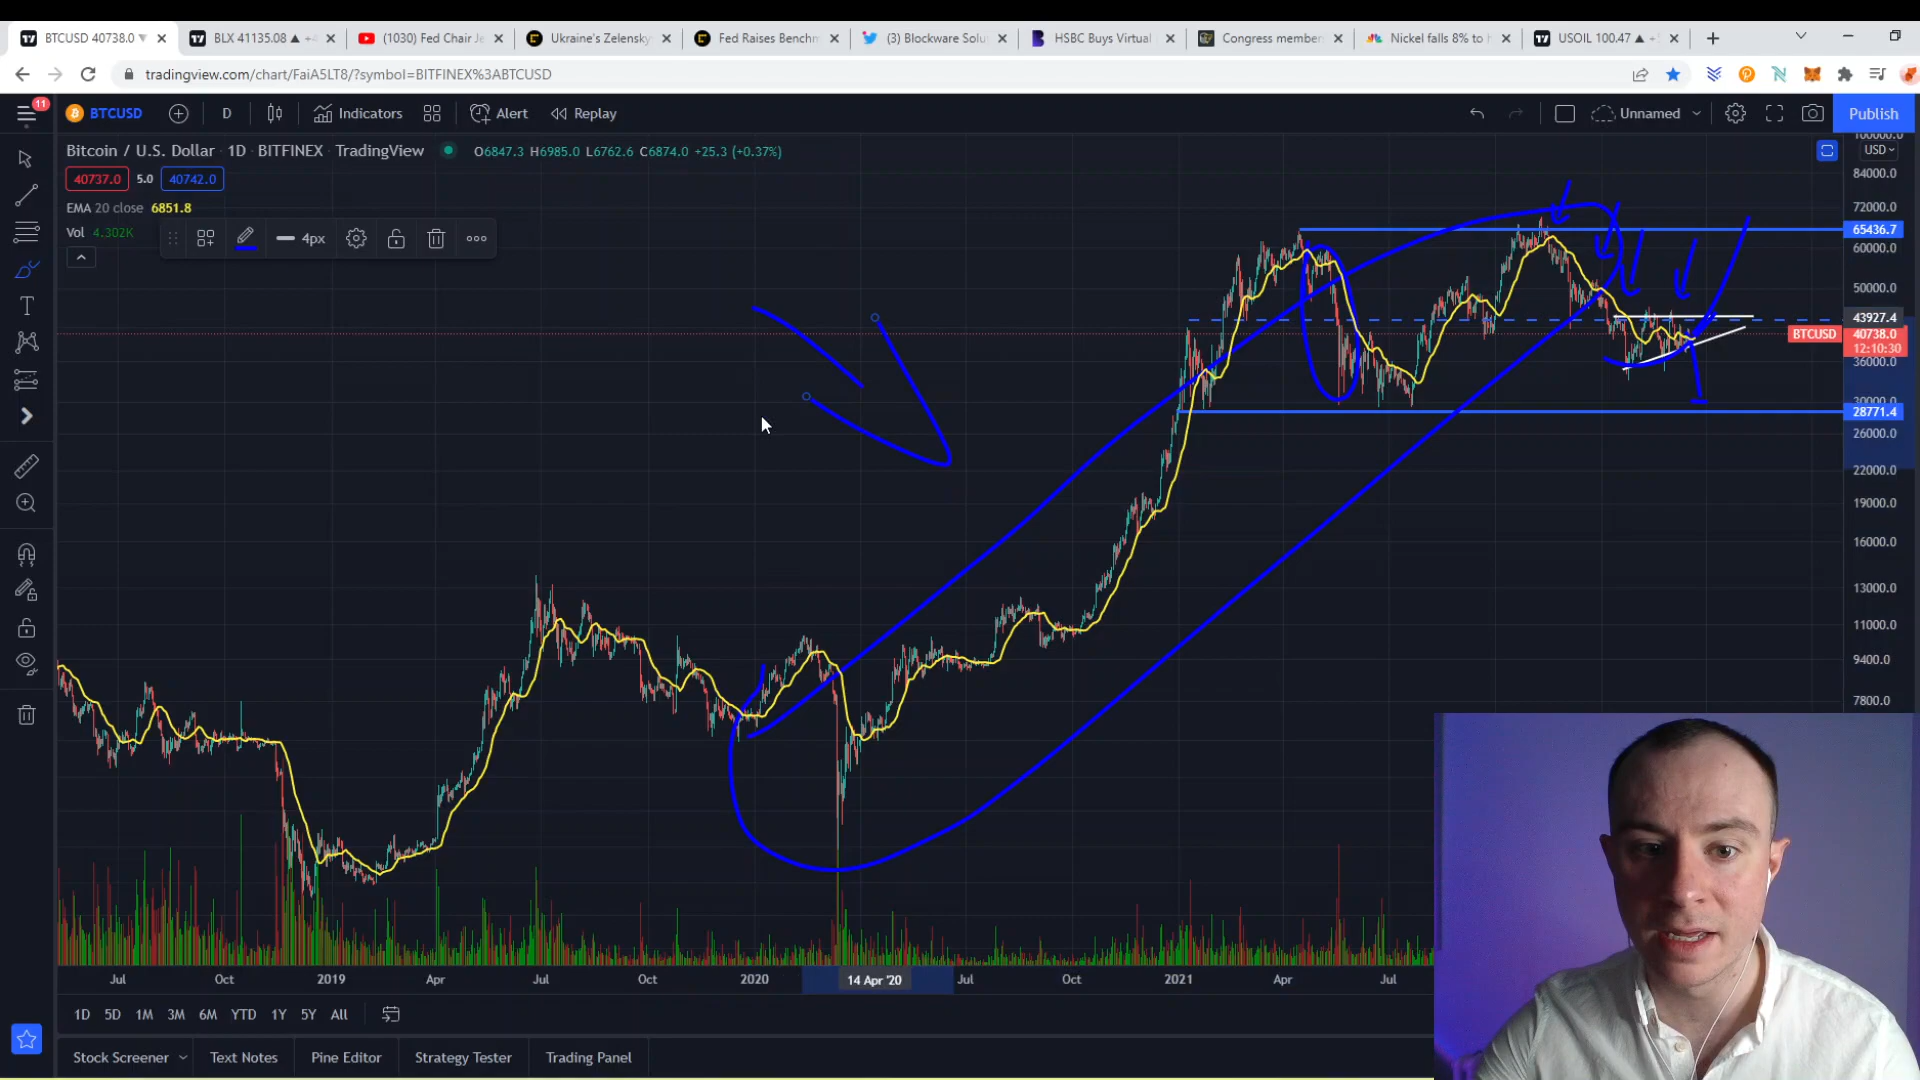 BTCUSD 40738.0 ▼
BLX 41135.08 ▲
(1030) Fed Chair Je
Ukraine's Zelensky
Fed Raises Benchm
(3) Blockware Solu
HSBC Buys Virtual
Congress member
Nickel falls 8% to
USOIL 100.47 ▲
tradingview.com/chart/FaiA5LT8/?symbol=BITFINEX%3ABTCUSD
11
BTCUSD
D
Indicators
Alert
Replay
Unnamed
Publish
Bitcoin / U.S. Dollar · 1D · BITFINEX · TradingView
O6847.3 H6985.0 L6762.6 C6874.0 +25.3 (+0.37%)
USD
40737.0
5.0
40742.0
EMA 20 close 6851.8
Vol 4.302K
4px
100000.0
84000.0
72000.0
65436.7
60000.0
50000.0
43927.4
BTCUSD
40738.0
12:10:30
36000.0
30000.0
28771.4
26000.0
22000.0
19000.0
16000.0
13000.0
11000.0
9400.0
7800.0
Jul
Oct
2019
Apr
Jul
Oct
2020
14 Apr '20
Jul
Oct
2021
Apr
Jul
1D
5D
1M
3M
6M
YTD
1Y
5Y
All
Stock Screener
Text Notes
Pine Editor
Strategy Tester
Trading Panel